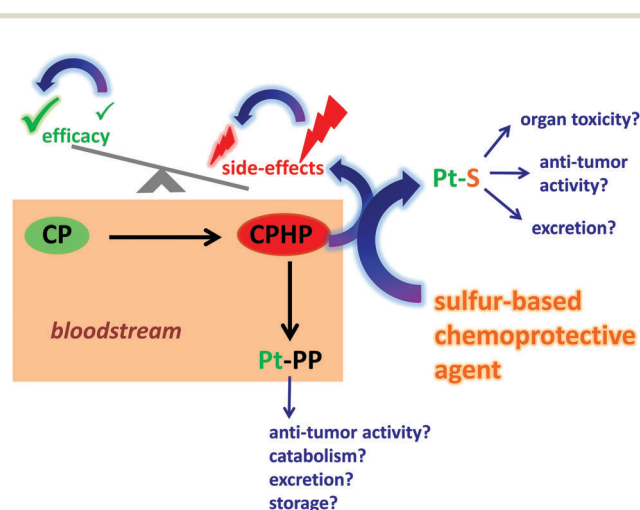 efficacy
side-effects
CP
CPHP
bloodstream
Pt-PP
anti-tumor activity?
catabolism?
excretion?
storage?
Pt-S
organ toxicity?
anti-tumor
activity?
excretion?
sulfur-based
chemoprotective
agent